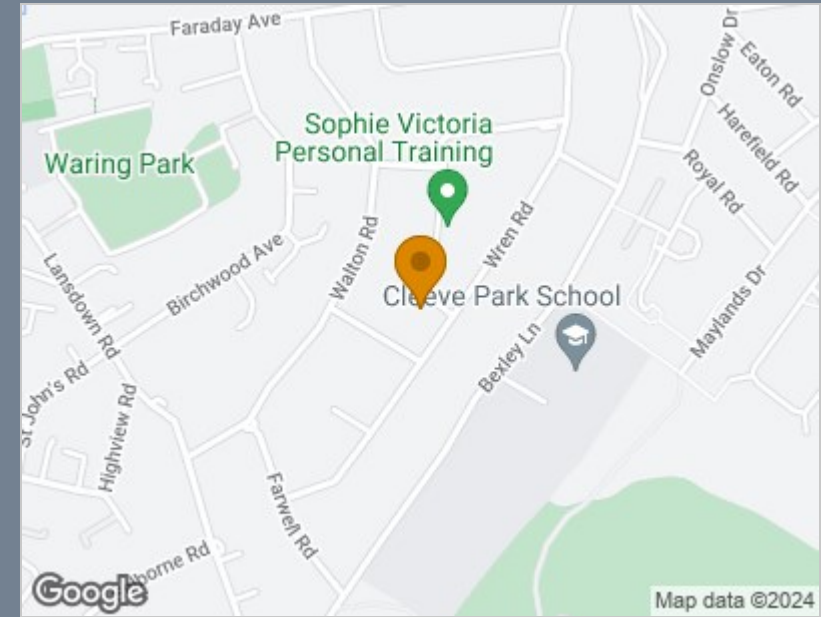 Faraday Ave
Onslow Dr
Eaton Rd
Harefield Rd
Sophie Victoria
Personal Training
Waring Park
Royal Rd
Walton Rd
Wren Rd
Birchwood Ave
Lansdown Rd
Cleeve Park School
Maylands Dr
Bexley Ln
St John's Rd
Highview Rd
Farwell Rd
Google
Map data ©2024